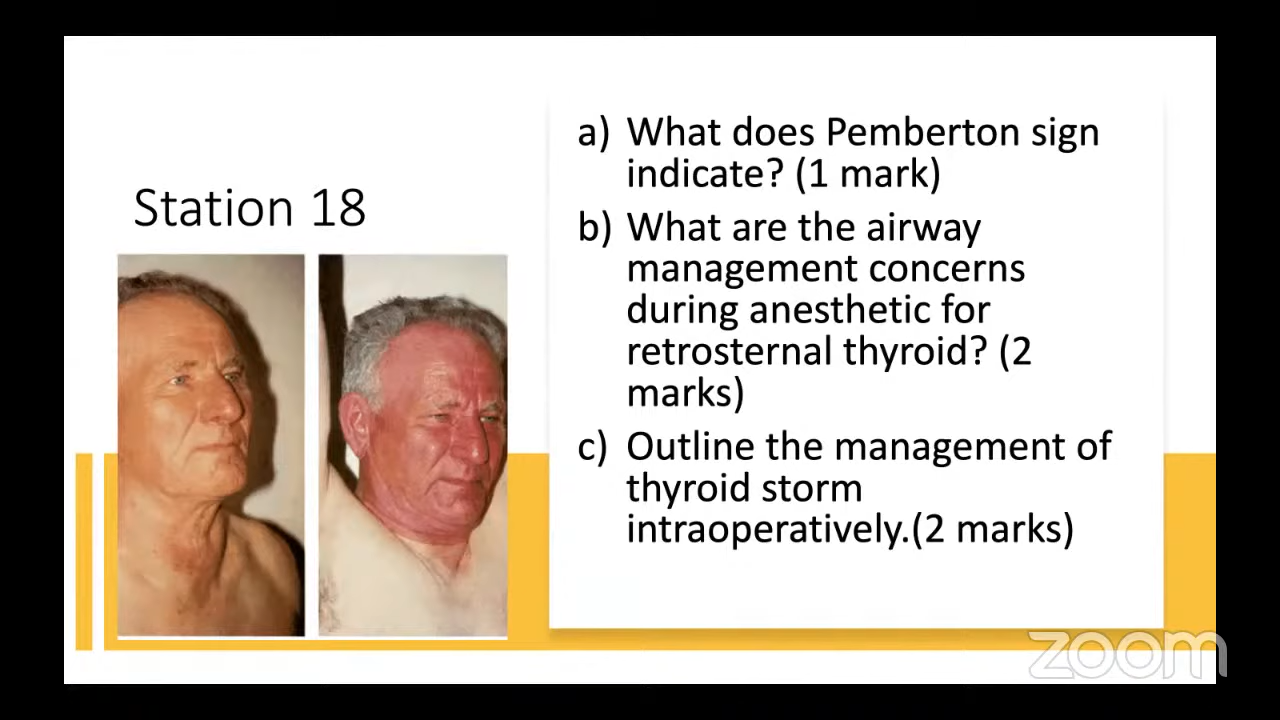 Station 18
a) What does Pemberton sign
indicate? (1 mark)
b) What are the airway
management concerns
during anesthetic for
retrosternal thyroid? (2
marks)
c) Outline the management of
thyroid storm
intraoperatively.(2 marks)
zoom